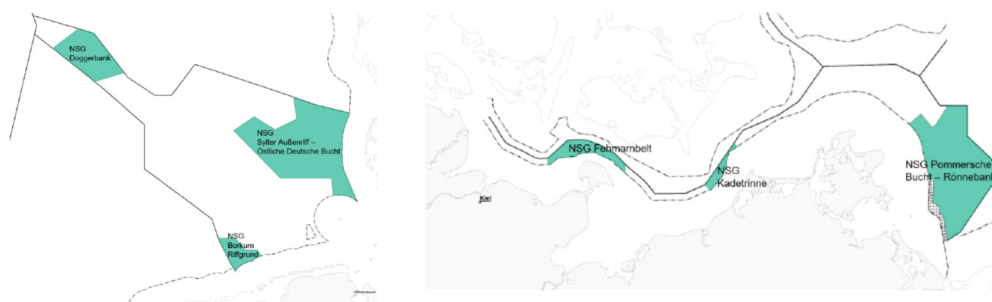 NSG
Doggerbank
NSG
Sylter Außenriff –
Östliche Deutsche Bucht
NSG
Borkum
Riffgrund
NSG Fehmarnbelt
NSG
Kadetrinne
Kiel
NSG Pommersche
Bucht – Rönnebank